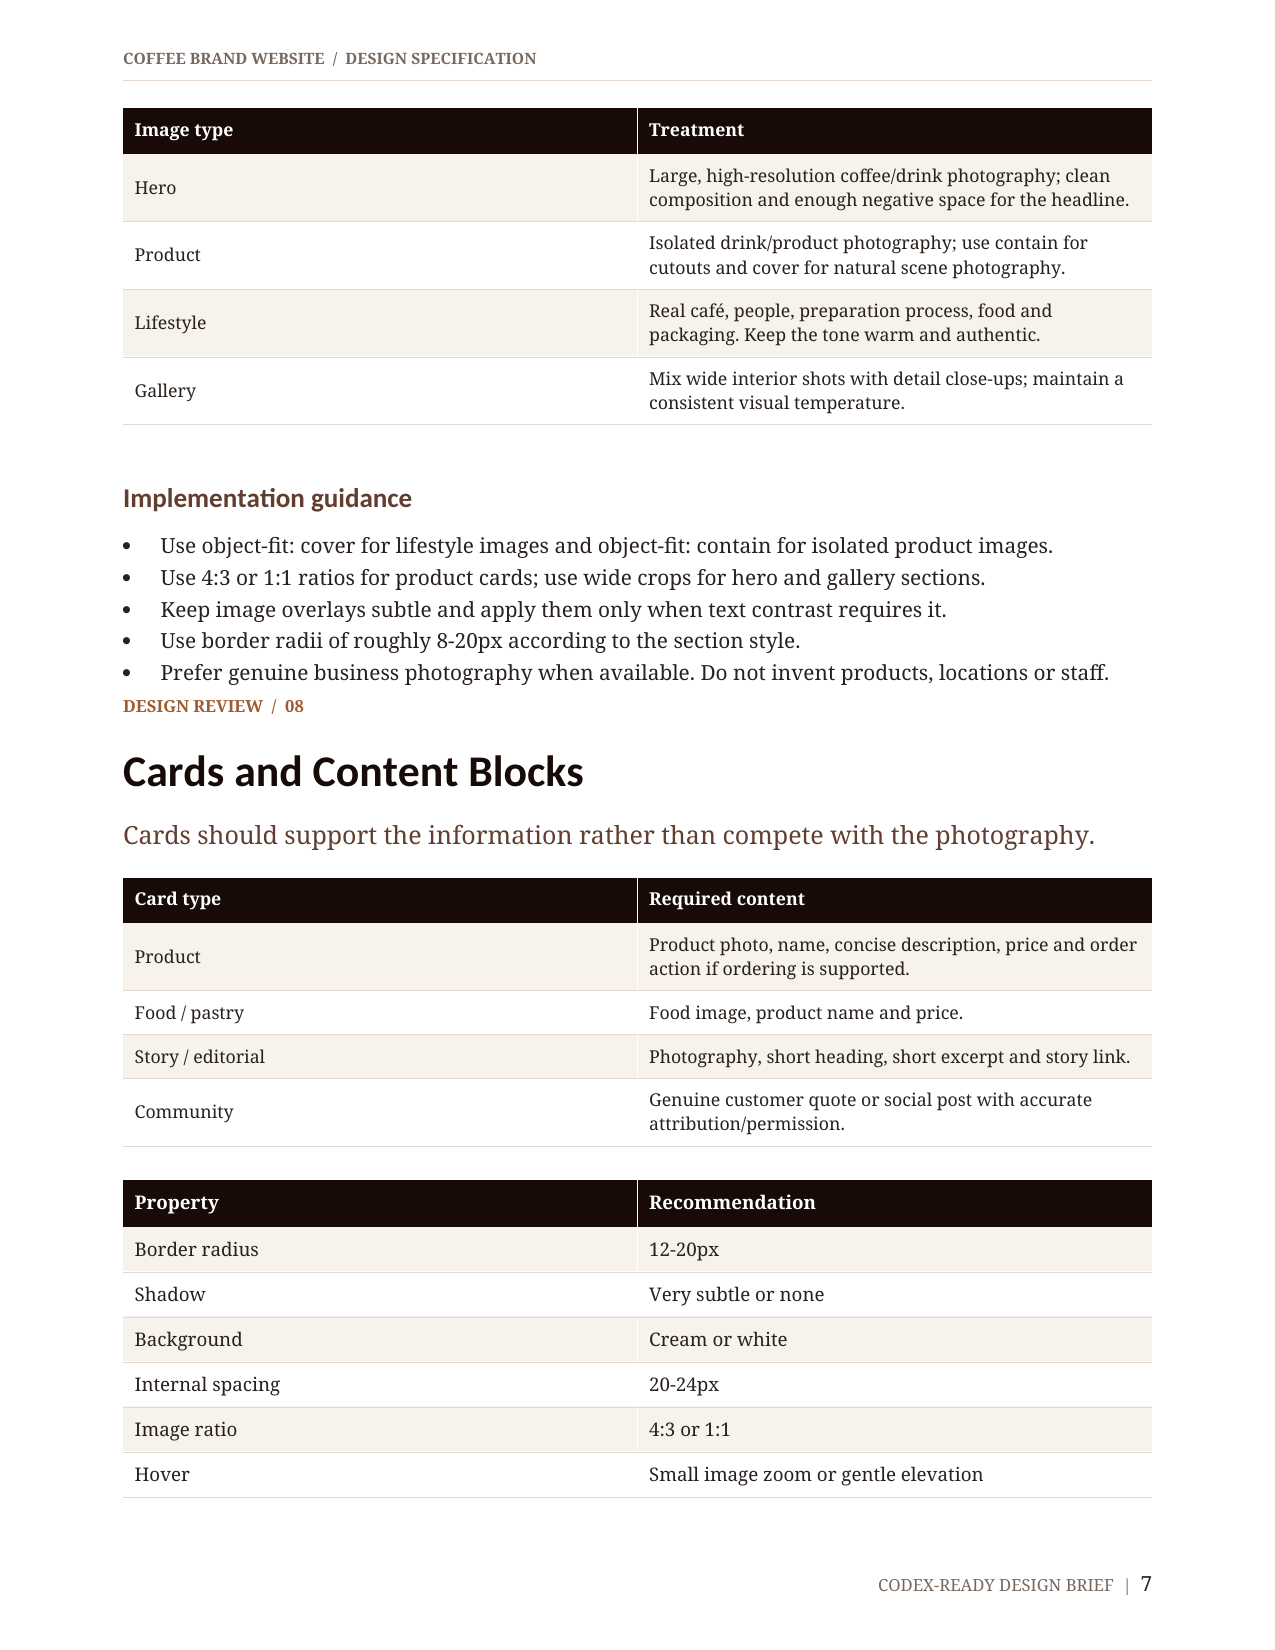 COFFEE BRAND WEBSITE / DESIGN SPECIFICATION
Image type Treatment
Hero Large, high-resolution coffee/drink photography; clean
composition and enough negative space for the headline.
Product Isolated drink/product photography; use contain for
cutouts and cover for natural scene photography.
Lifestyle Real café, people, preparation process, food and
packaging. Keep the tone warm and authentic.
Gallery Mix wide interior shots with detail close-ups; maintain a
consistent visual temperature.
Implementation guidance
• Use object-fit: cover for lifestyle images and object-fit: contain for isolated product images.
• Use 4:3 or 1:1 ratios for product cards; use wide crops for hero and gallery sections.
• Keep image overlays subtle and apply them only when text contrast requires it.
• Use border radii of roughly 8-20px according to the section style.
• Prefer genuine business photography when available. Do not invent products, locations or staff.
DESIGN REVIEW / 08
Cards and Content Blocks
Cards should support the information rather than compete with the photography.
Card type Required content
Product Product photo, name, concise description, price and order
action if ordering is supported.
Food / pastry Food image, product name and price.
Story / editorial Photography, short heading, short excerpt and story link.
Community Genuine customer quote or social post with accurate
attribution/permission.
Property Recommendation
Border radius 12-20px
Shadow Very subtle or none
Background Cream or white
Internal spacing 20-24px
Image ratio 4:3 or 1:1
Hover Small image zoom or gentle elevation
CODEX-READY DESIGN BRIEF | 7